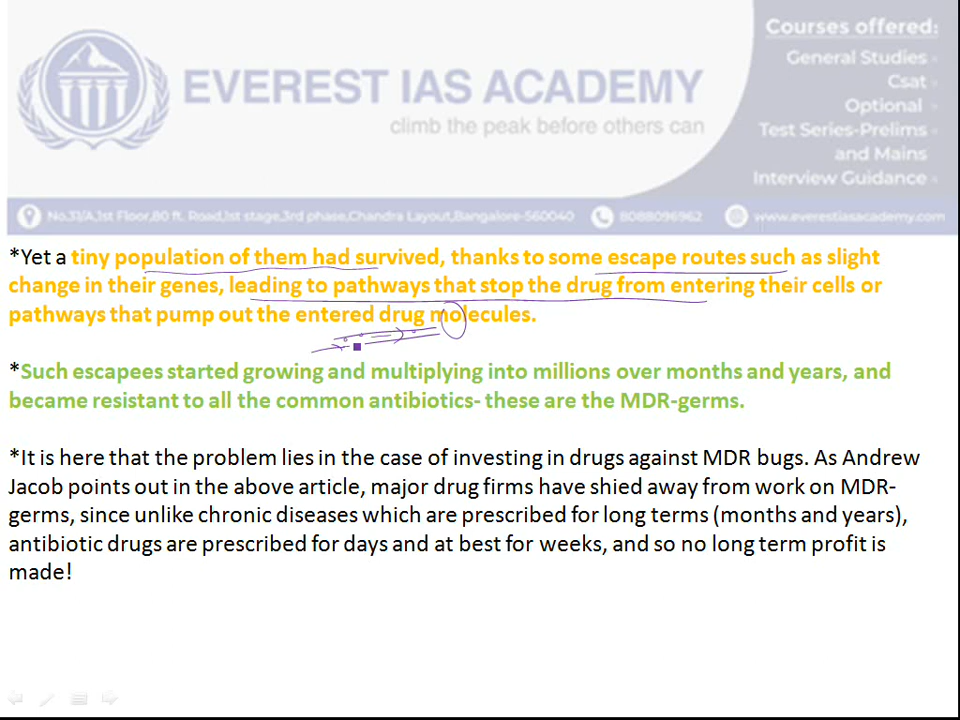 Courses offered:
General Studies
Csat
EVEREST IAS ACADEMY
Optional
climb the peak before others can
Test Series-Prelims
and Mains
Interview Guidance
No.31/A,1st Floor,80 ft. Road,1st stage,3rd phase,Chandra Layout,Bangalore-560040 8088096962 www.everestiasacademy.com
*Yet a tiny population of them had survived, thanks to some escape routes such as slight
change in their genes, leading to pathways that stop the drug from entering their cells or
pathways that pump out the entered drug molecules.
*Such escapees started growing and multiplying into millions over months and years, and
became resistant to all the common antibiotics- these are the MDR-germs.
*It is here that the problem lies in the case of investing in drugs against MDR bugs. As Andrew
Jacob points out in the above article, major drug firms have shied away from work on MDR-
germs, since unlike chronic diseases which are prescribed for long terms (months and years),
antibiotic drugs are prescribed for days and at best for weeks, and so no long term profit is
made!